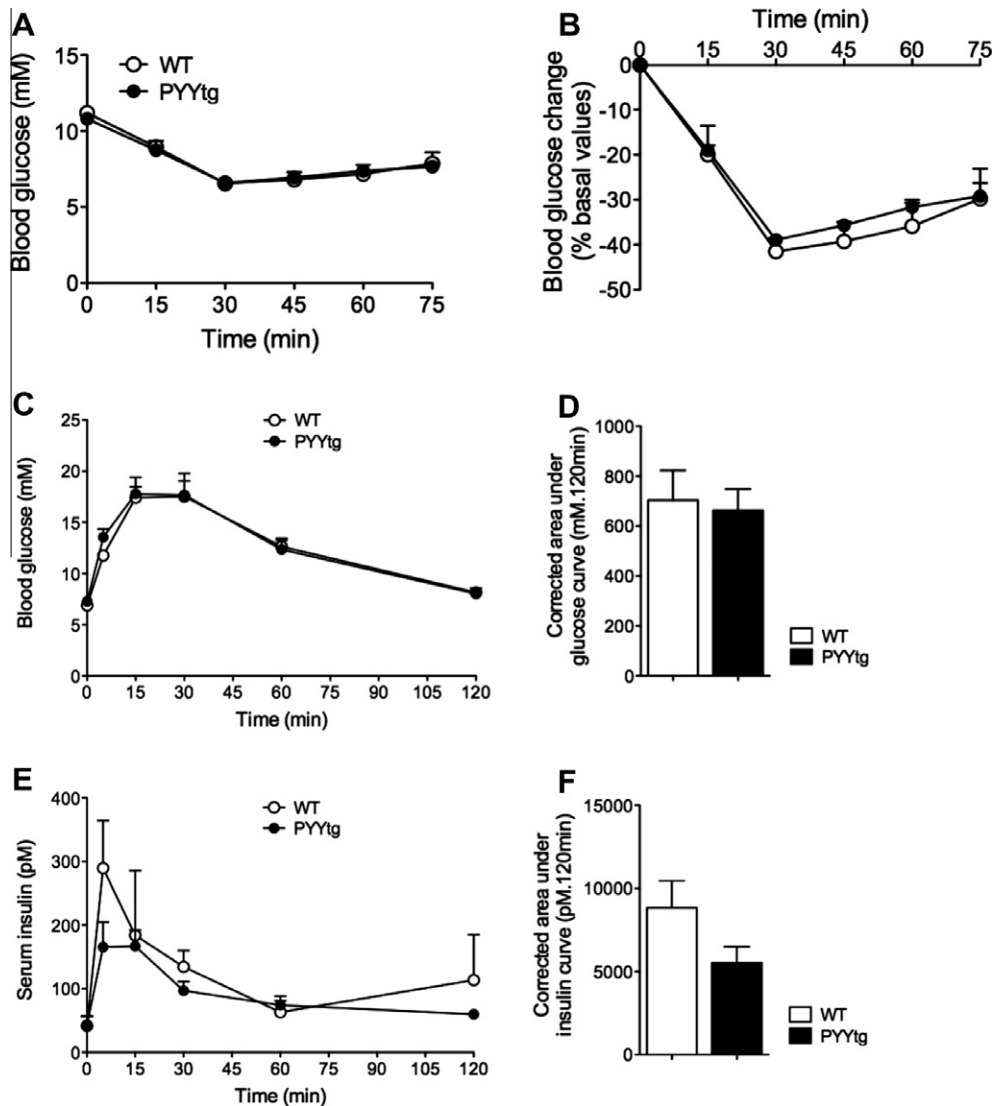 A
Blood glucose (mM)
15
10
5
0
WT
PYYtg
0 15 30 45 60 75
Time (min)
B
Time (min)
0 15 30 45 60 75
Blood glucose change
(% basal values)
0
-10
-20
-30
-40
-50
C
Blood glucose (mM)
25
20
15
10
5
0
WT
PYYtg
0 15 30 45 60 75 90 105 120
Time (min)
D
Corrected area under
glucose curve (mM.120min)
1000
800
600
400
200
0
WT
PYYtg
E
Serum insulin (pM)
400
300
200
100
0
WT
PYYtg
0 15 30 45 60 75 90 105 120
Time (min)
F
Corrected area under
insulin curve (pM.120min)
15000
10000
5000
0
WT
PYYtg